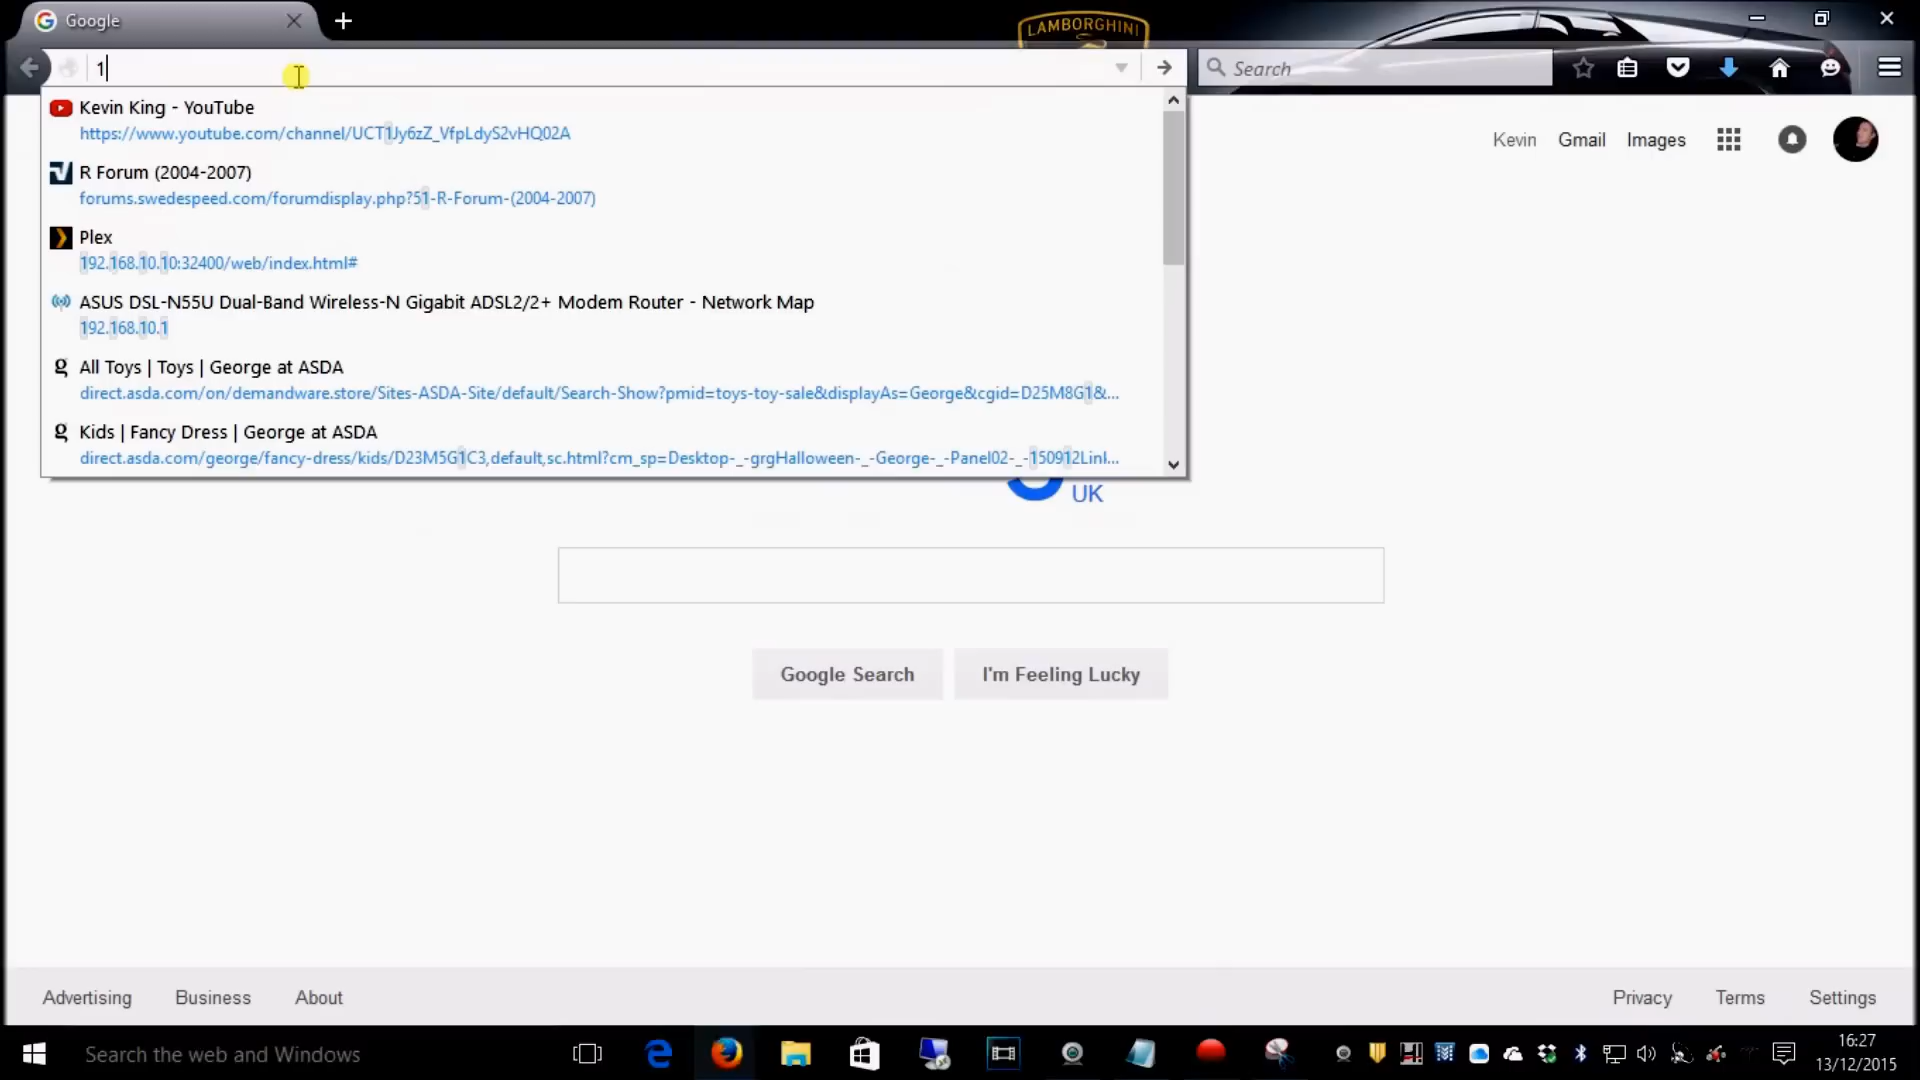 Google
LAMBORGHINI
1
Search
Kevin King - YouTube
https://www.youtube.com/channel/UCT1Jy6zZ_VfpLdyS2vHQ02A
R Forum (2004-2007)
forums.swedespeed.com/forumdisplay.php?51-R-Forum-(2004-2007)
Plex
192.168.10.10:32400/web/index.html#
ASUS DSL-N55U Dual-Band Wireless-N Gigabit ADSL2/2+ Modem Router - Network Map
192.168.10.1
All Toys | Toys | George at ASDA
direct.asda.com/on/demandware.store/Sites-ASDA-Site/default/Search-Show?pmid=toys-toy-sale&displayAs=George&cgid=D25M8G1&...
Kids | Fancy Dress | George at ASDA
direct.asda.com/george/fancy-dress/kids/D23M5G1C3,default,sc.html?cm_sp=Desktop-_-grgHalloween-_-George-_-Panel02-_-150912Linl...
Kevin Gmail Images
UK
Google Search I'm Feeling Lucky
Advertising Business About Privacy Terms Settings
Search the web and Windows
16:27
13/12/2015